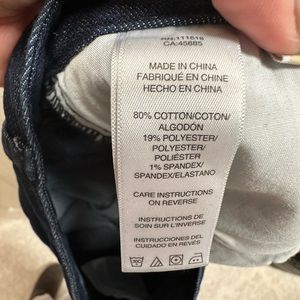 RN:111818
CA:45685
MADE IN CHINA
FABRIQUÉ EN CHINE
HECHO EN CHINA
80% COTTON/COTON/
ALGODÓN
19% POLYESTER/
POLYESTER/
POLIÉSTER
1% SPANDEX/
SPANDEX/ELASTANO
CARE INSTRUCTIONS
ON REVERSE
INSTRUCTIONS DE
SOIN SUR L'INVERSE
INSTRUCCIONES DEL
CUIDADO EN REVÉS